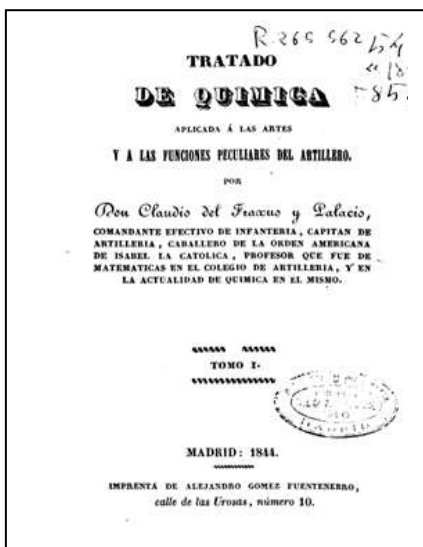 R. 265 562
TRATADO
DE QUIMICA
APLICADA Á LAS ARTES
Y A LAS FUNCIONES PECULIARES DEL ARTILLERO.
POR
Don Claudio del Fraxno y Palacio,
COMANDANTE EFECTIVO DE INFANTERIA, CAPITAN DE
ARTILLERIA, CABALLERO DE LA ORDEN AMERICANA
DE ISABEL LA CATOLICA, PROFESOR QUE FUE DE
MATEMATICAS EN EL COLEGIO DE ARTILLERIA, Y EN
LA ACTUALIDAD DE QUIMICA EN EL MISMO.
TOMO I.
MADRID
MADRID: 1844.
IMPRENTA DE ALEJANDRO GOMEZ FUENTENEBRO,
calle de las Urosas, número 10.